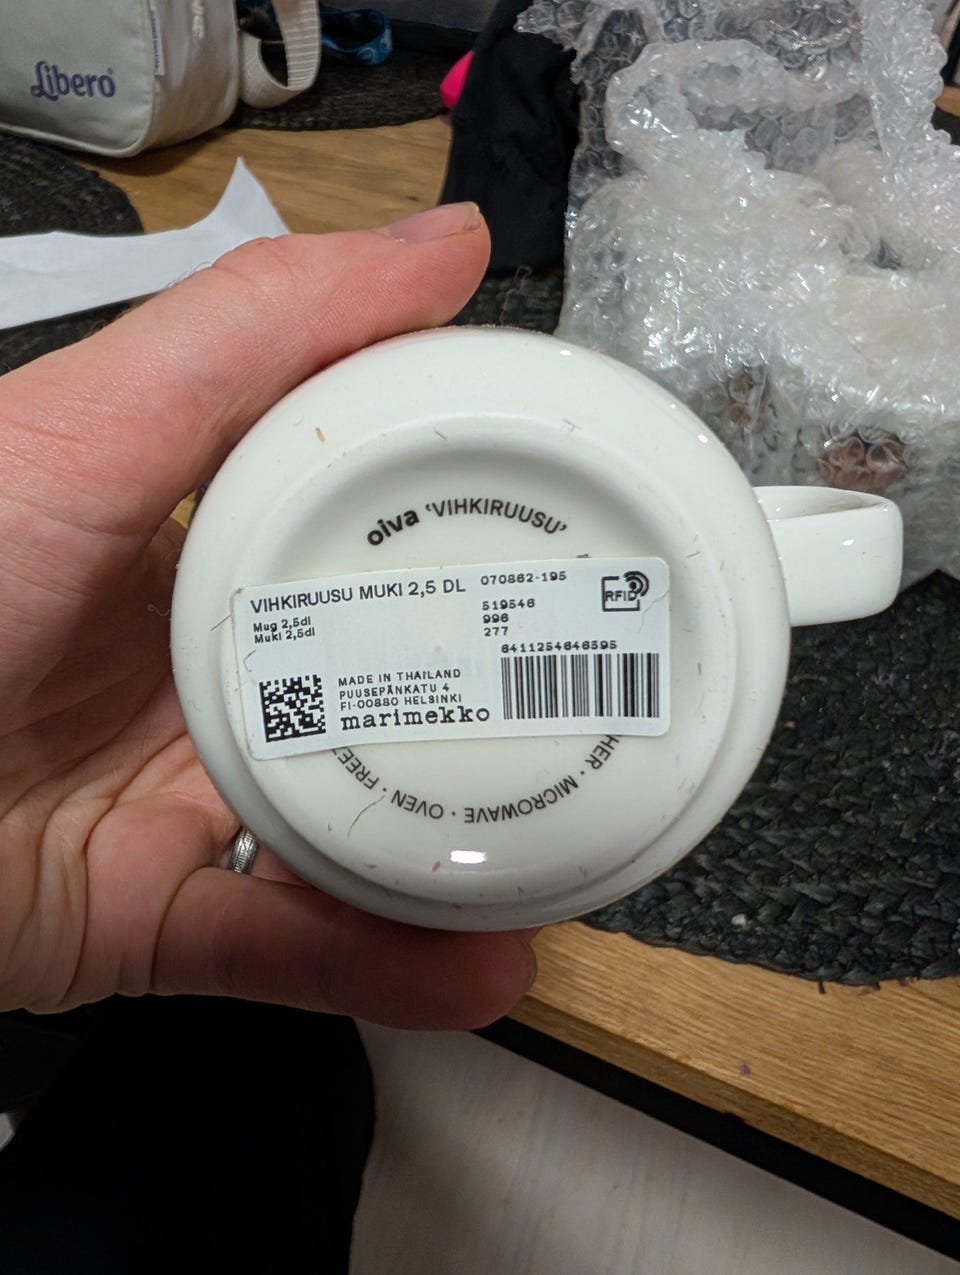 Libero
oiva 'VIHKIRUUSU'
VIHKIRUUSU MUKI 2,5 DL
070862-195
RFID
Mug 2,5dl
Muki 2,5dl
519546
996
277
6411254646595
MADE IN THAILAND
PUUSEPÄNKATU 4
FI-00880 HELSINKI
marimekko
HER · MICROWAVE · OVEN · FREE